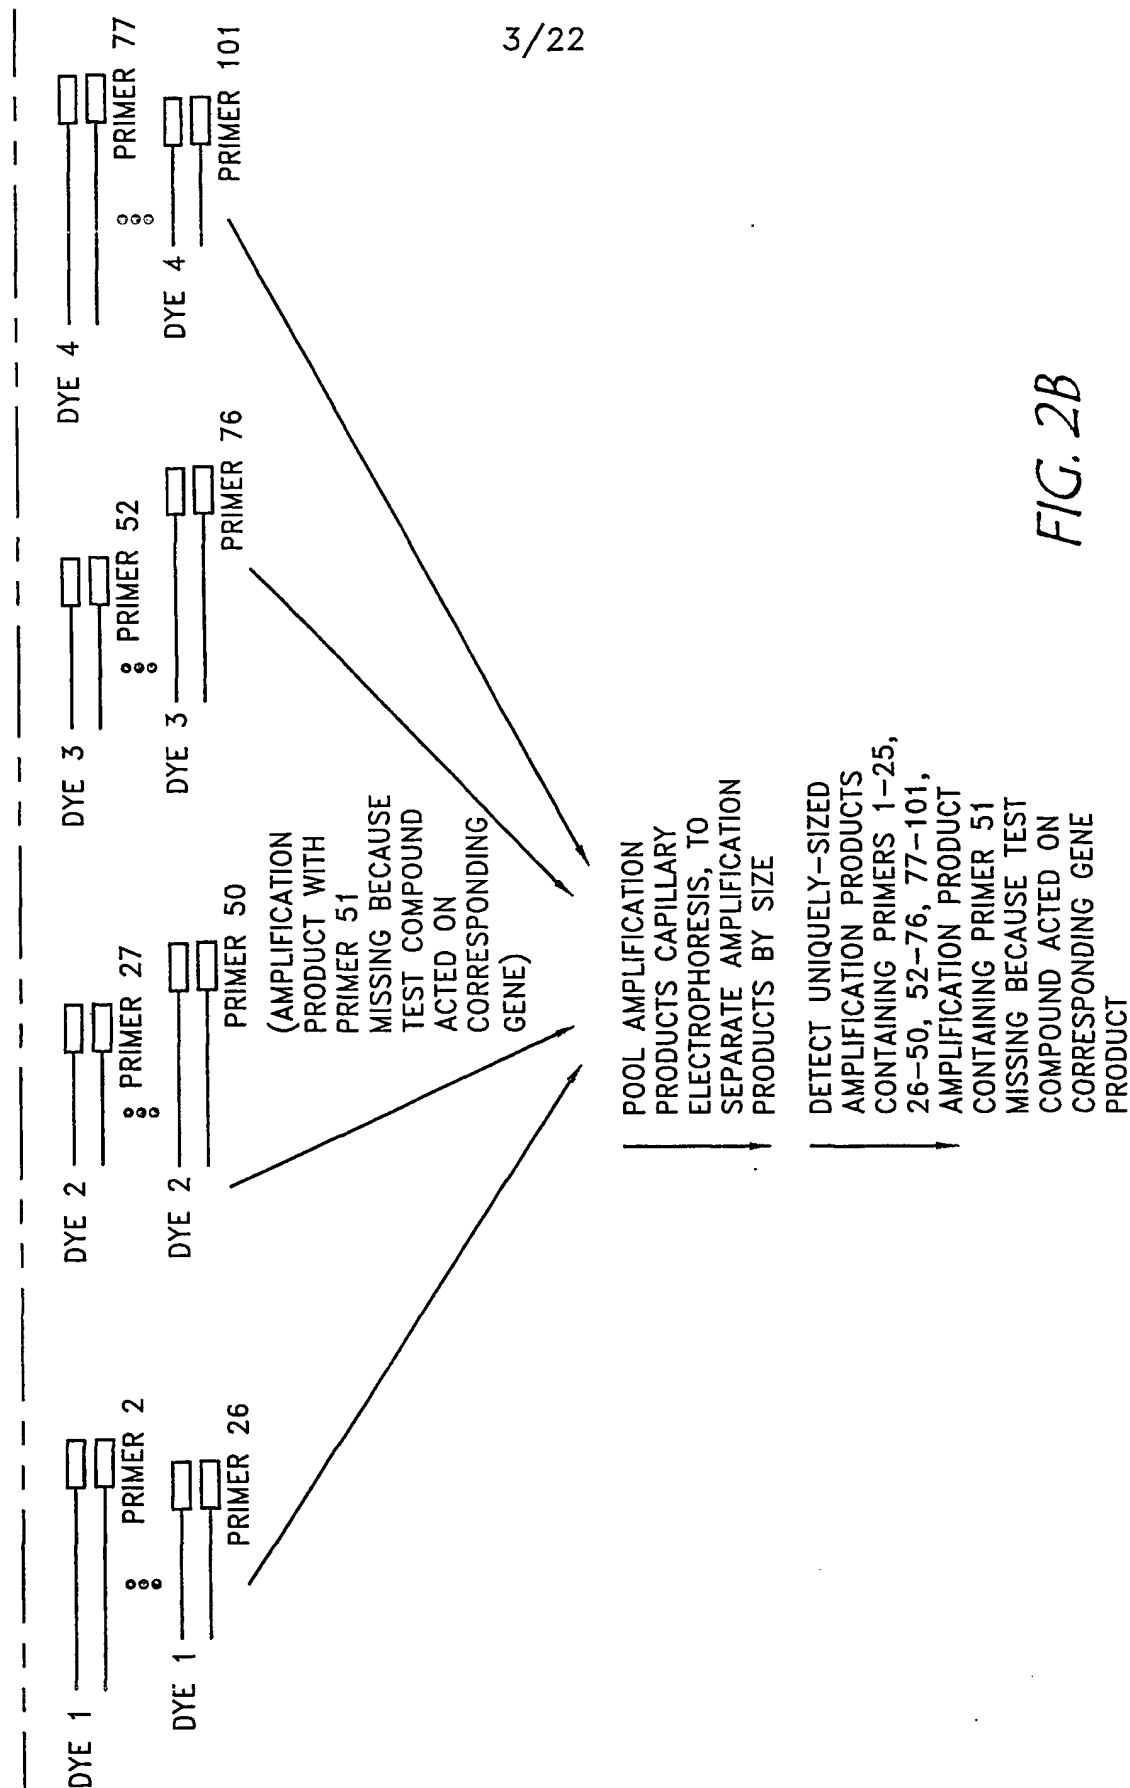 3/22
DYE 1
PRIMER 2
DYE 1
PRIMER 26
DYE 2
PRIMER 27
DYE 2
PRIMER 50
(AMPLIFICATION
PRODUCT WITH
PRIMER 51
MISSING BECAUSE
TEST COMPOUND
ACTED ON
CORRESPONDING
GENE)
DYE 3
PRIMER 52
DYE 3
PRIMER 76
DYE 4
PRIMER 77
DYE 4
PRIMER 101
POOL AMPLIFICATION
PRODUCTS CAPILLARY
ELECTROPHORESIS, TO
SEPARATE AMPLIFICATION
PRODUCTS BY SIZE
DETECT UNIQUELY-SIZED
AMPLIFICATION PRODUCTS
CONTAINING PRIMERS 1-25,
26-50, 52-76, 77-101,
AMPLIFICATION PRODUCT
CONTAINING PRIMER 51
MISSING BECAUSE TEST
COMPOUND ACTED ON
CORRESPONDING GENE
PRODUCT
FIG. 2B